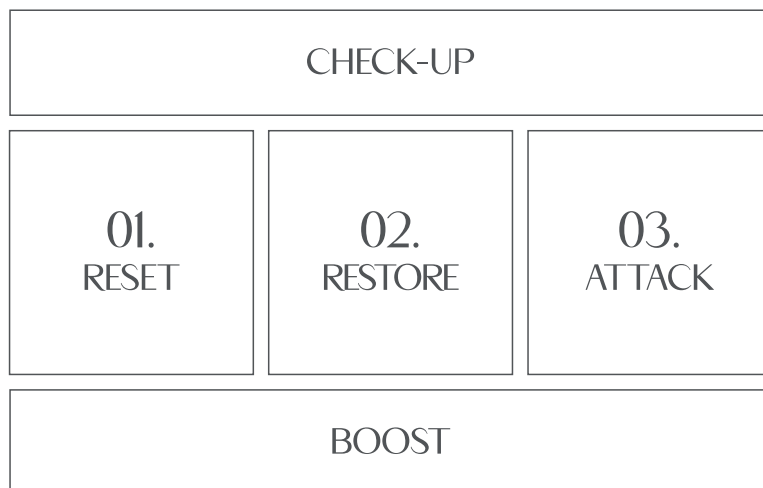 CHECK-UP
01.
RESET
02.
RESTORE
03.
ATTACK
BOOST